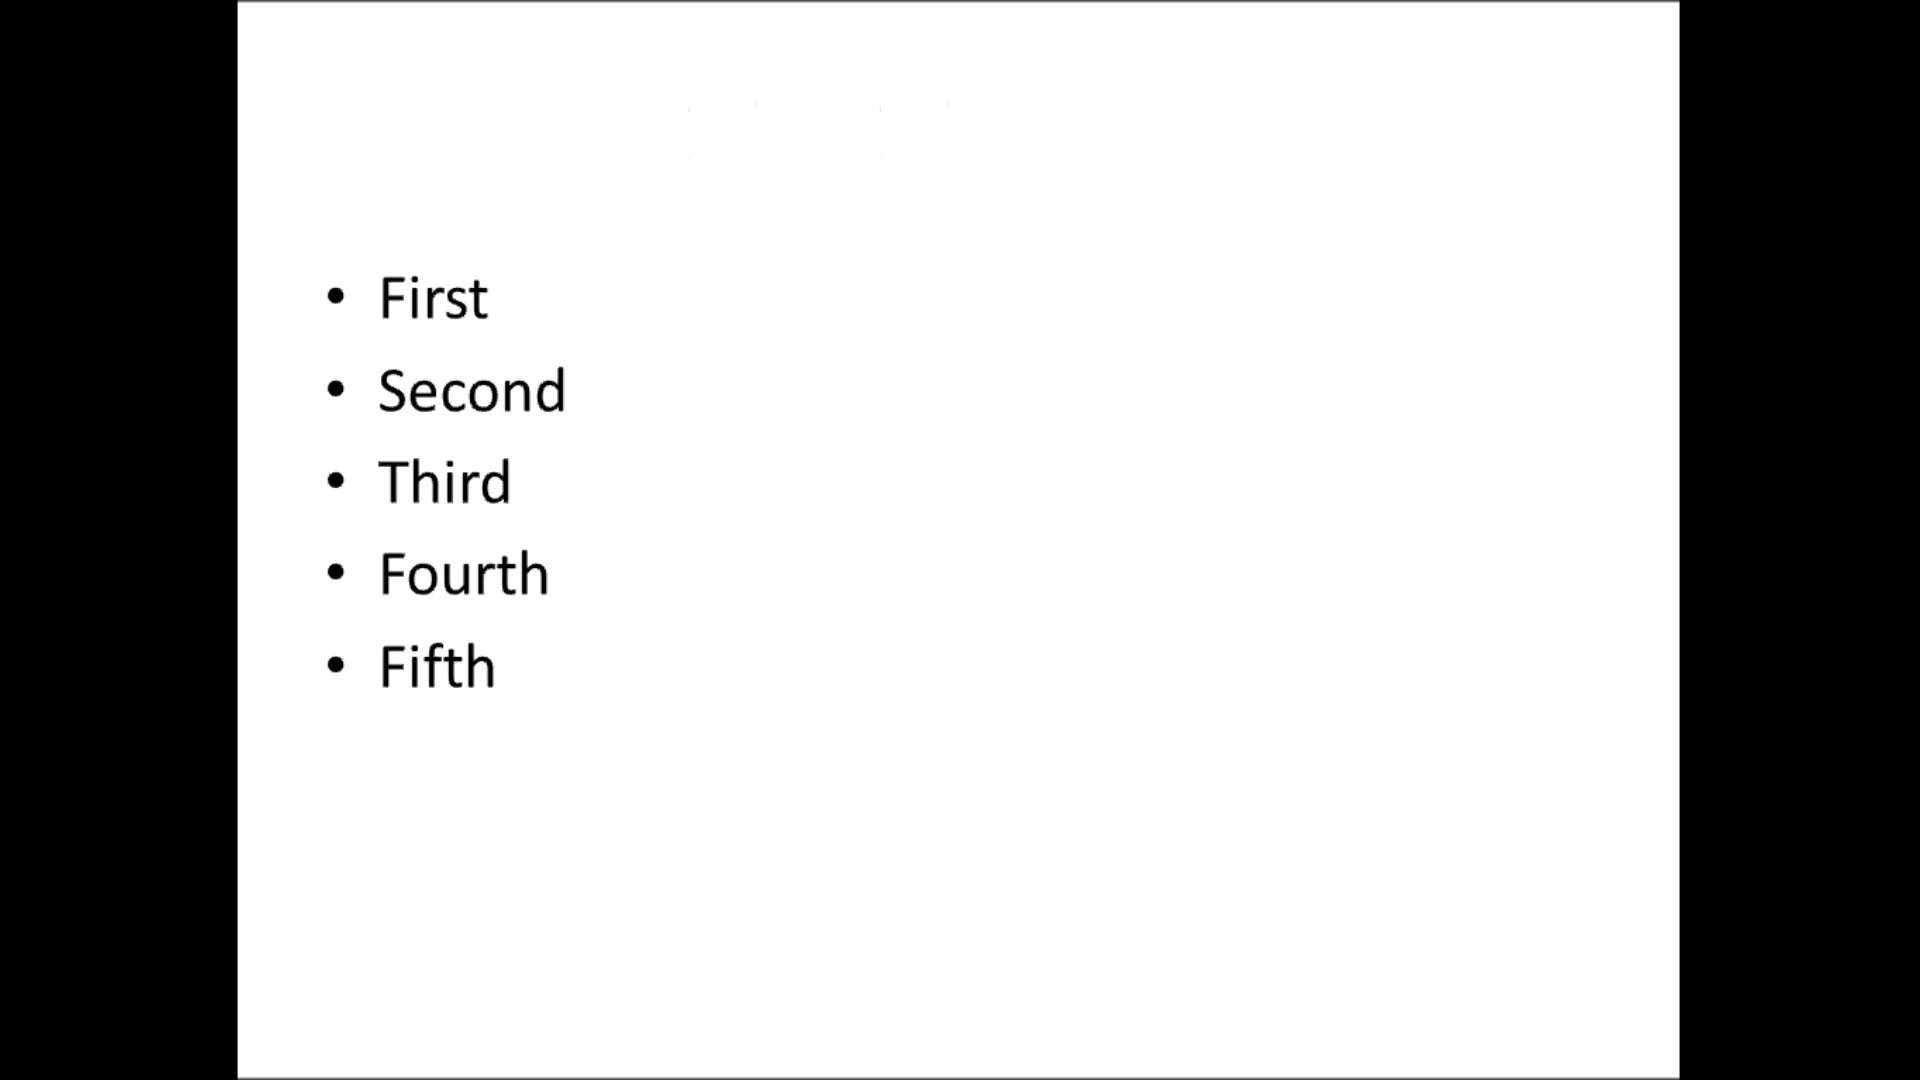 • First
• Second
• Third
• Fourth
• Fifth